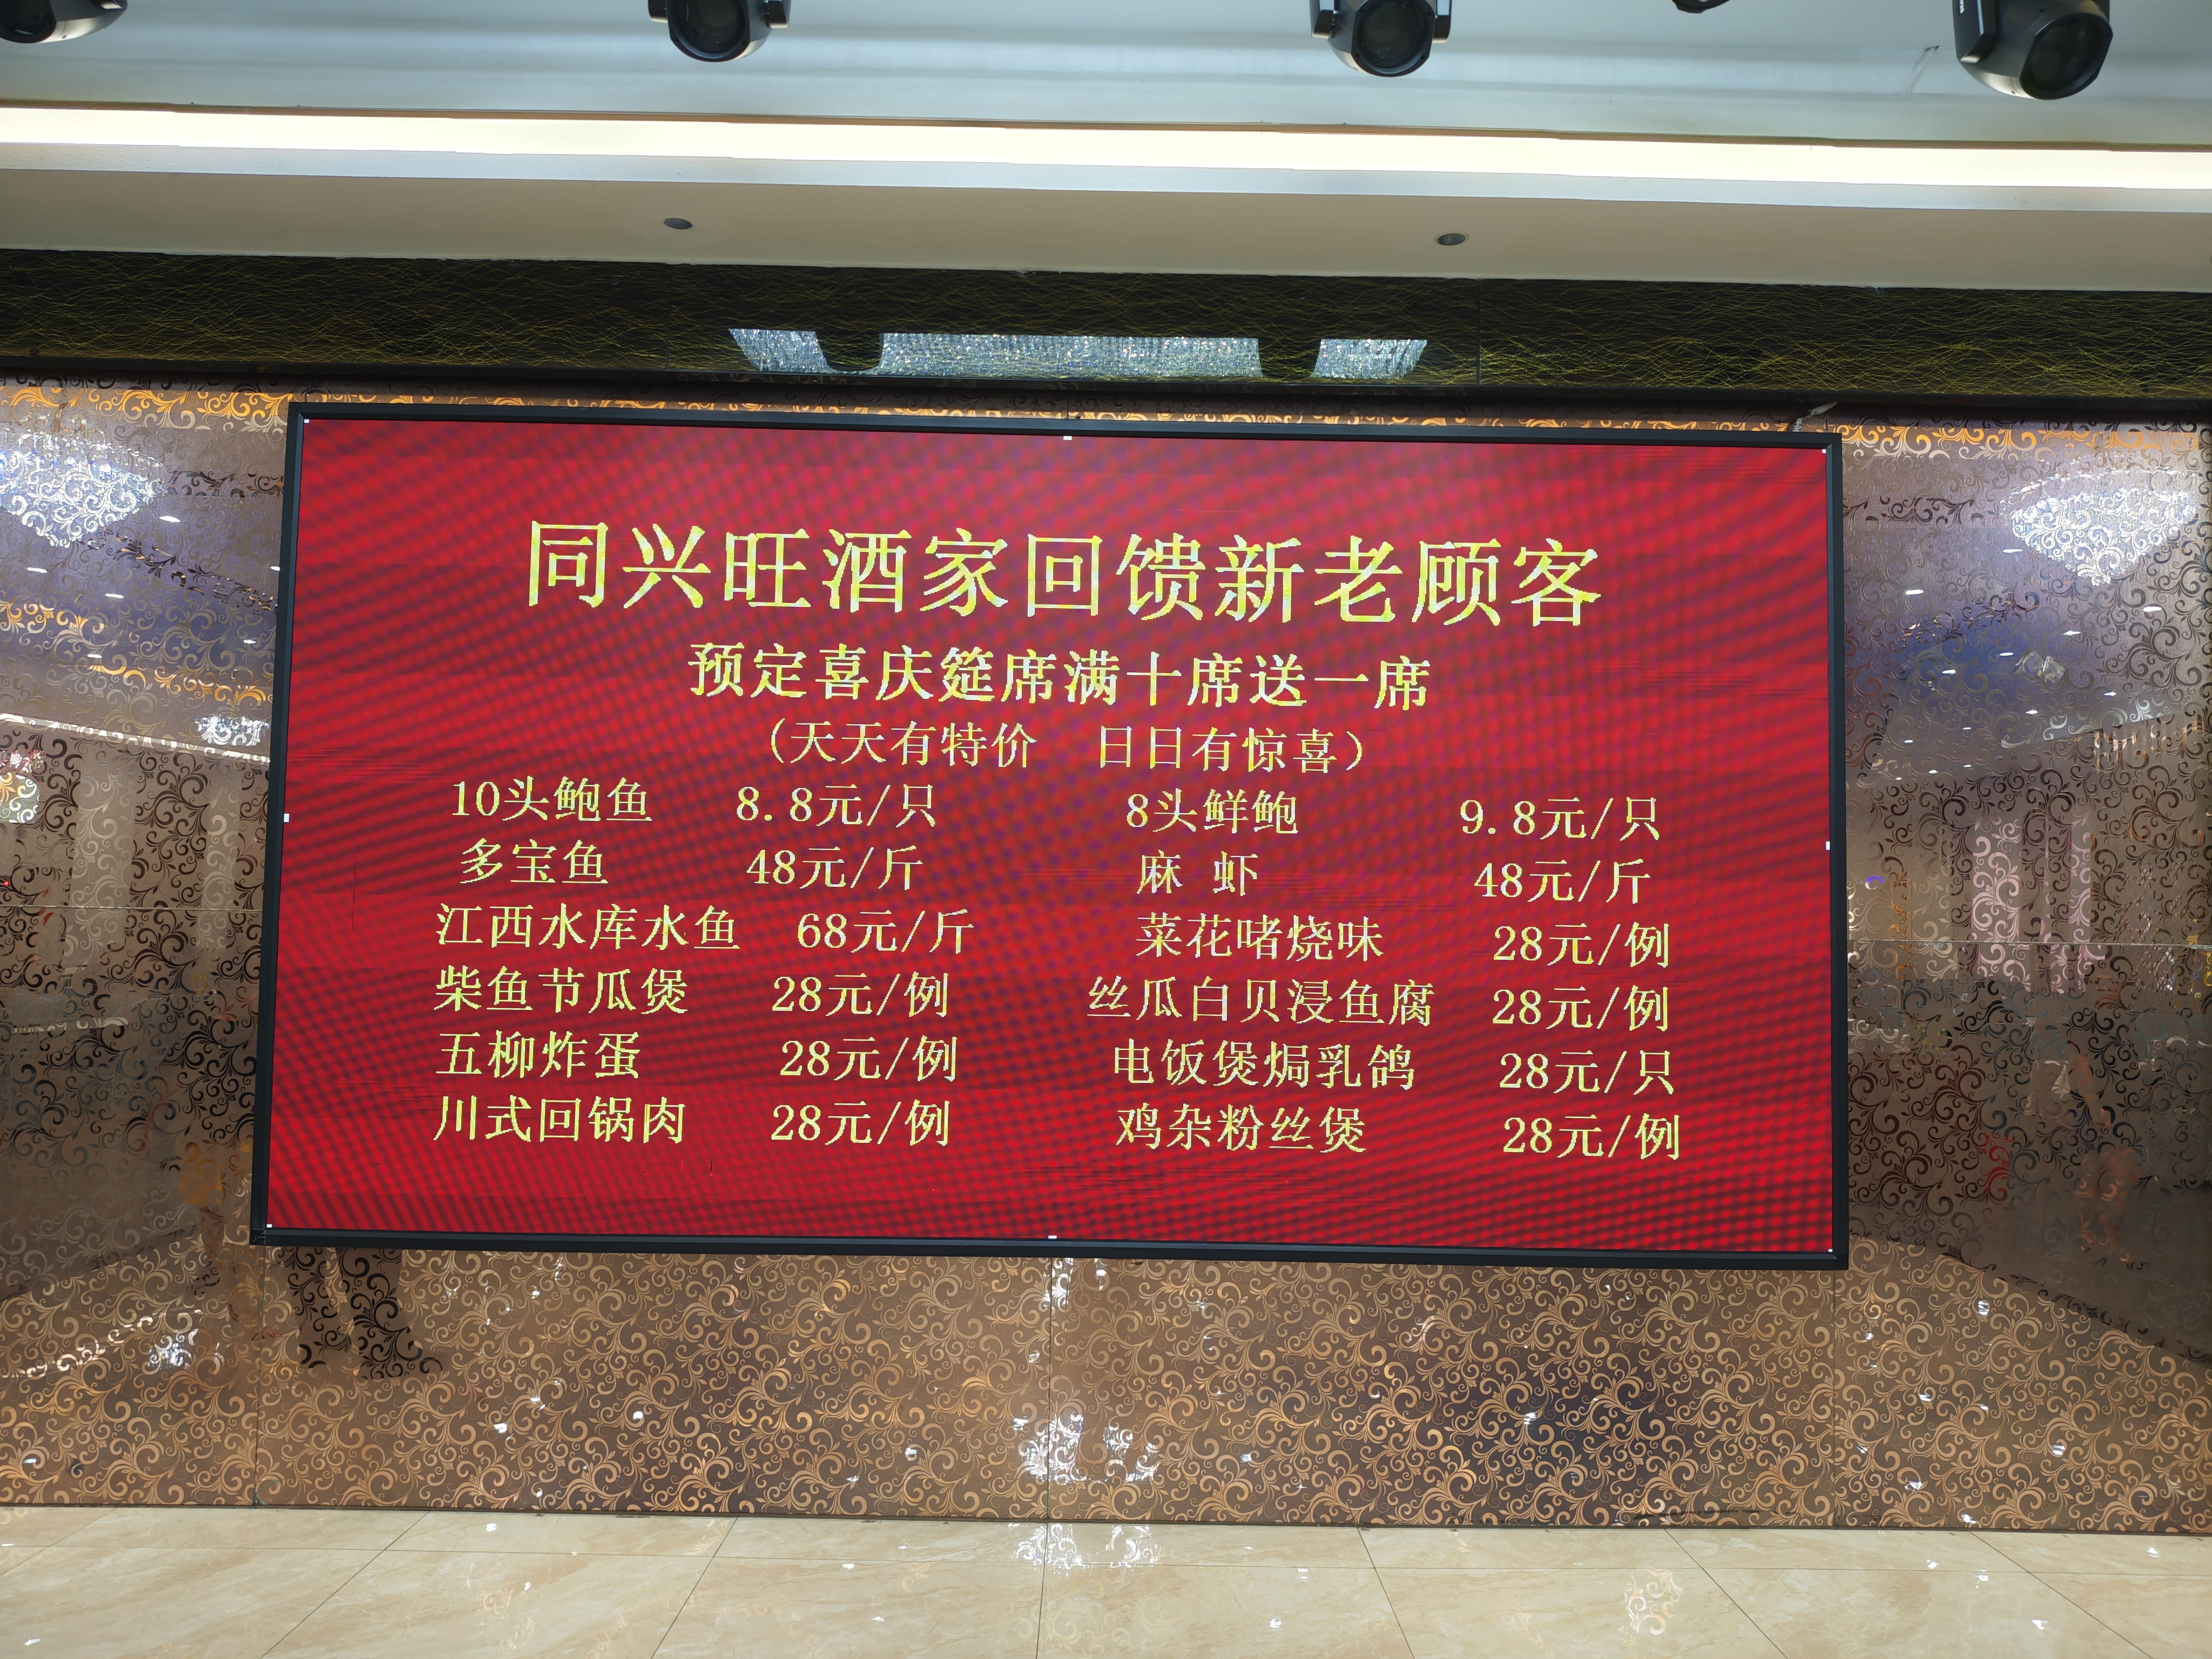 同兴旺酒家回馈新老顾客
预定喜庆筵席满十席送一席
（天天有特价 日日有惊喜）
10头鲍鱼 8.8元/只 8头鲜鲍 9.8元/只
多宝鱼 48元/斤 麻 虾 48元/斤
江西水库水鱼 68元/斤 菜花啫烧味 28元/例
柴鱼节瓜煲 28元/例 丝瓜白贝浸鱼腐 28元/例
五柳炸蛋 28元/例 电饭煲焗乳鸽 28元/只
川式回锅肉 28元/例 鸡杂粉丝煲 28元/例